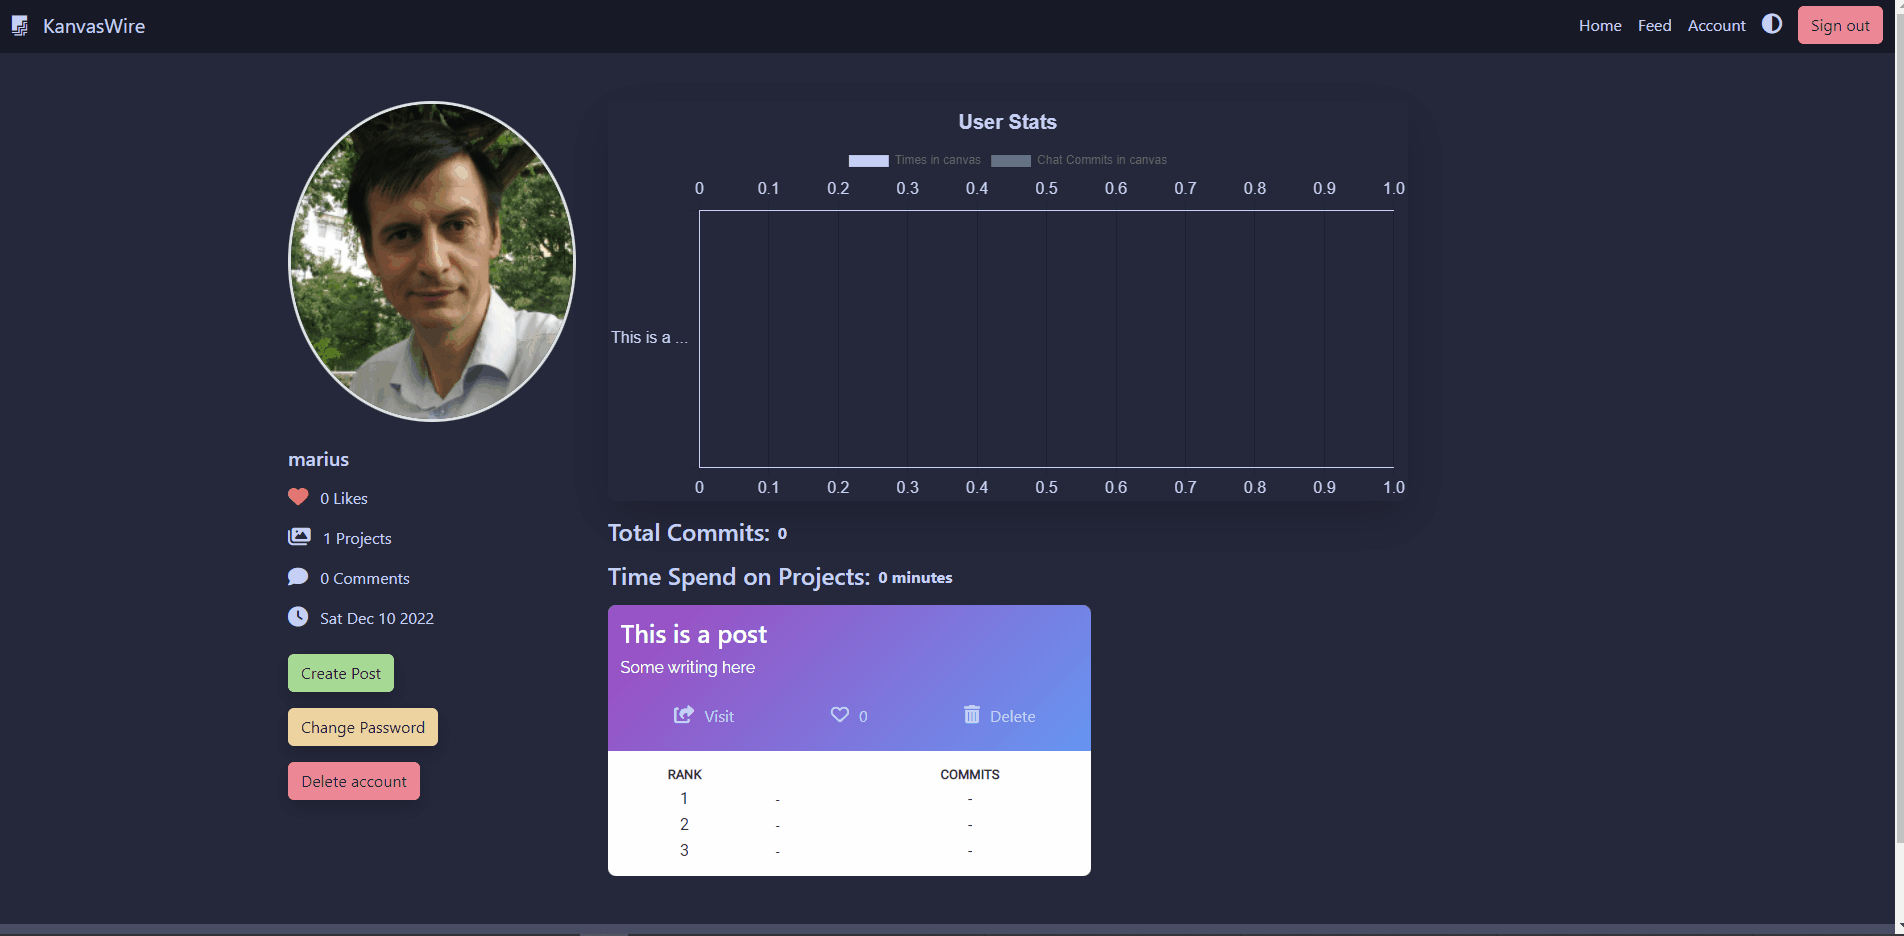 KanvasWire
Home Feed Account Sign out
User Stats
Times in canvas Chat Commits in canvas
0 0.1 0.2 0.3 0.4 0.5 0.6 0.7 0.8 0.9 1.0
This is a ...
0 0.1 0.2 0.3 0.4 0.5 0.6 0.7 0.8 0.9 1.0
marius
0 Likes
1 Projects
0 Comments
Sat Dec 10 2022
Create Post
Change Password
Delete account
Total Commits: 0
Time Spend on Projects: 0 minutes
This is a post
Some writing here
Visit 0 Delete
RANK COMMITS
1 - -
2 - -
3 - -